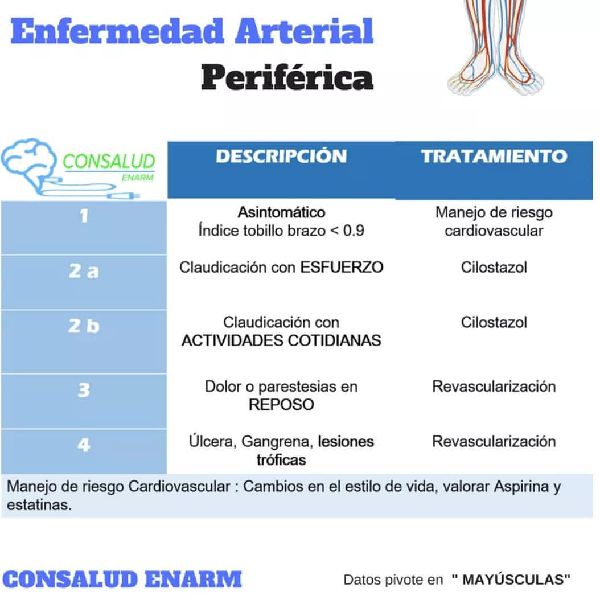 Enfermedad Arterial
Periférica
CONSALUD
ENARM
DESCRIPCIÓN
TRATAMIENTO
1
Asintomático
Índice tobillo brazo < 0.9
Manejo de riesgo
cardiovascular
2 a
Claudicación con ESFUERZO
Cilostazol
2 b
Claudicación con
ACTIVIDADES COTIDIANAS
Cilostazol
3
Dolor o parestesias en
REPOSO
Revascularización
4
Úlcera, Gangrena, lesiones
tróficas
Revascularización
Manejo de riesgo Cardiovascular : Cambios en el estilo de vida, valorar Aspirina y
estatinas.
CONSALUD ENARM
Datos pivote en " MAYÚSCULAS"